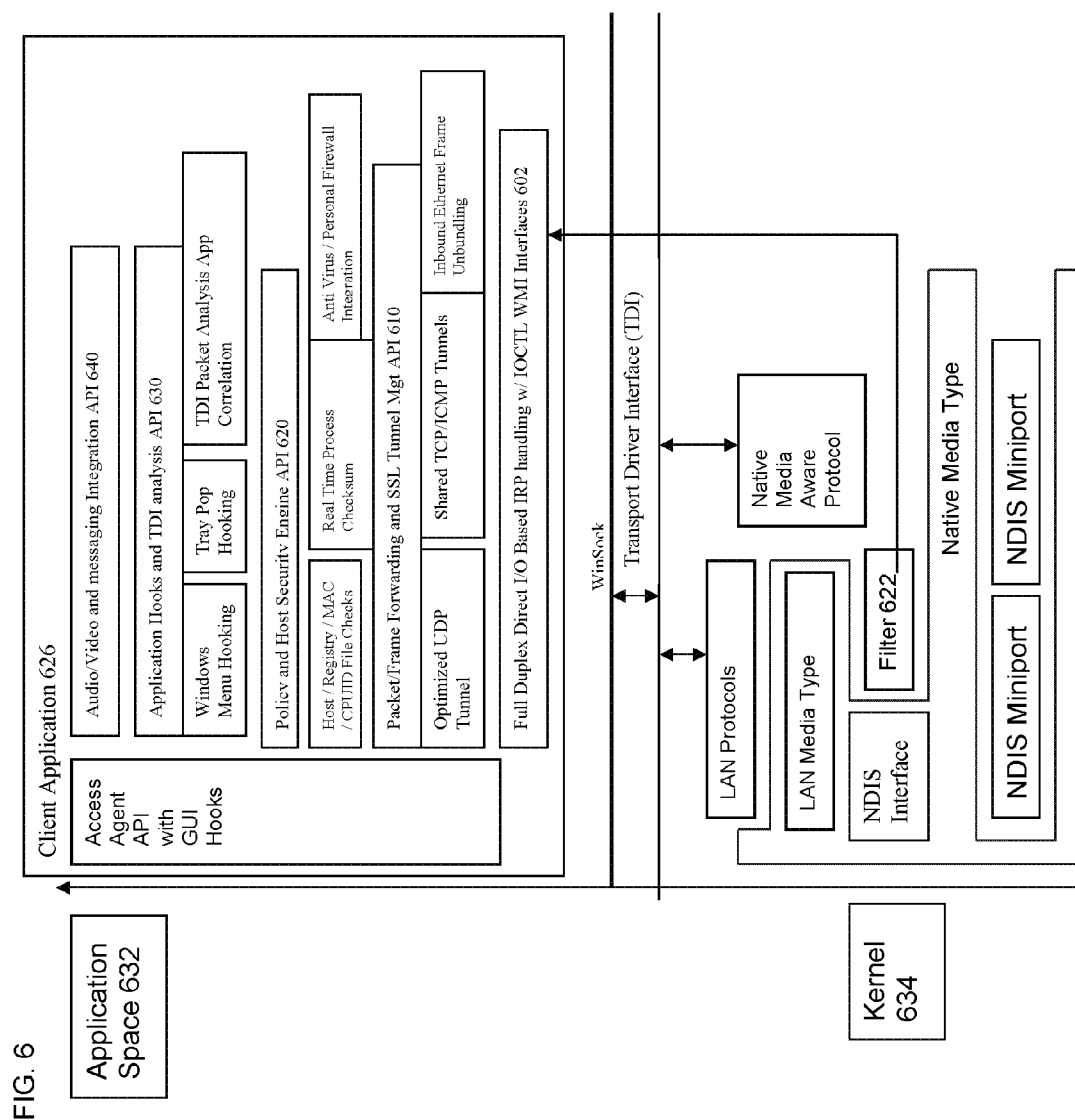 FIG. 6
Application
Space 632
Client Application 626
Access
Agent
API
with
GUI
Hooks
Audio/Video and messaging Integration API 640
Application Hooks and TDI analysis API 630
Windows
Menu Hooking
Tray Pop
Hooking
TDI Packet Analysis App
Correlation
Policy and Host Security Engine API 620
Host / Registry / MAC
/ CPUID File Checks
Real Time Process
Checksum
Anti Virus / Personal Firewall
Integration
Packet/Frame Forwarding and SSL Tunnel Mgt API 610
Optimized UDP
Tunnel
Shared TCP/ICMP Tunnels
Inbound Ethernet Frame
Unbundling
Full Duplex Direct I/O Based IRP handling w/ IOCTL WMI Interfaces 602
WinSock
Transport Driver Interface (TDI)
Kernel
634
LAN Protocols
Native
Media
Aware
Protocol
LAN Media Type
NDIS
Interface
Filter 622
Native Media Type
NDIS Miniport
NDIS Miniport